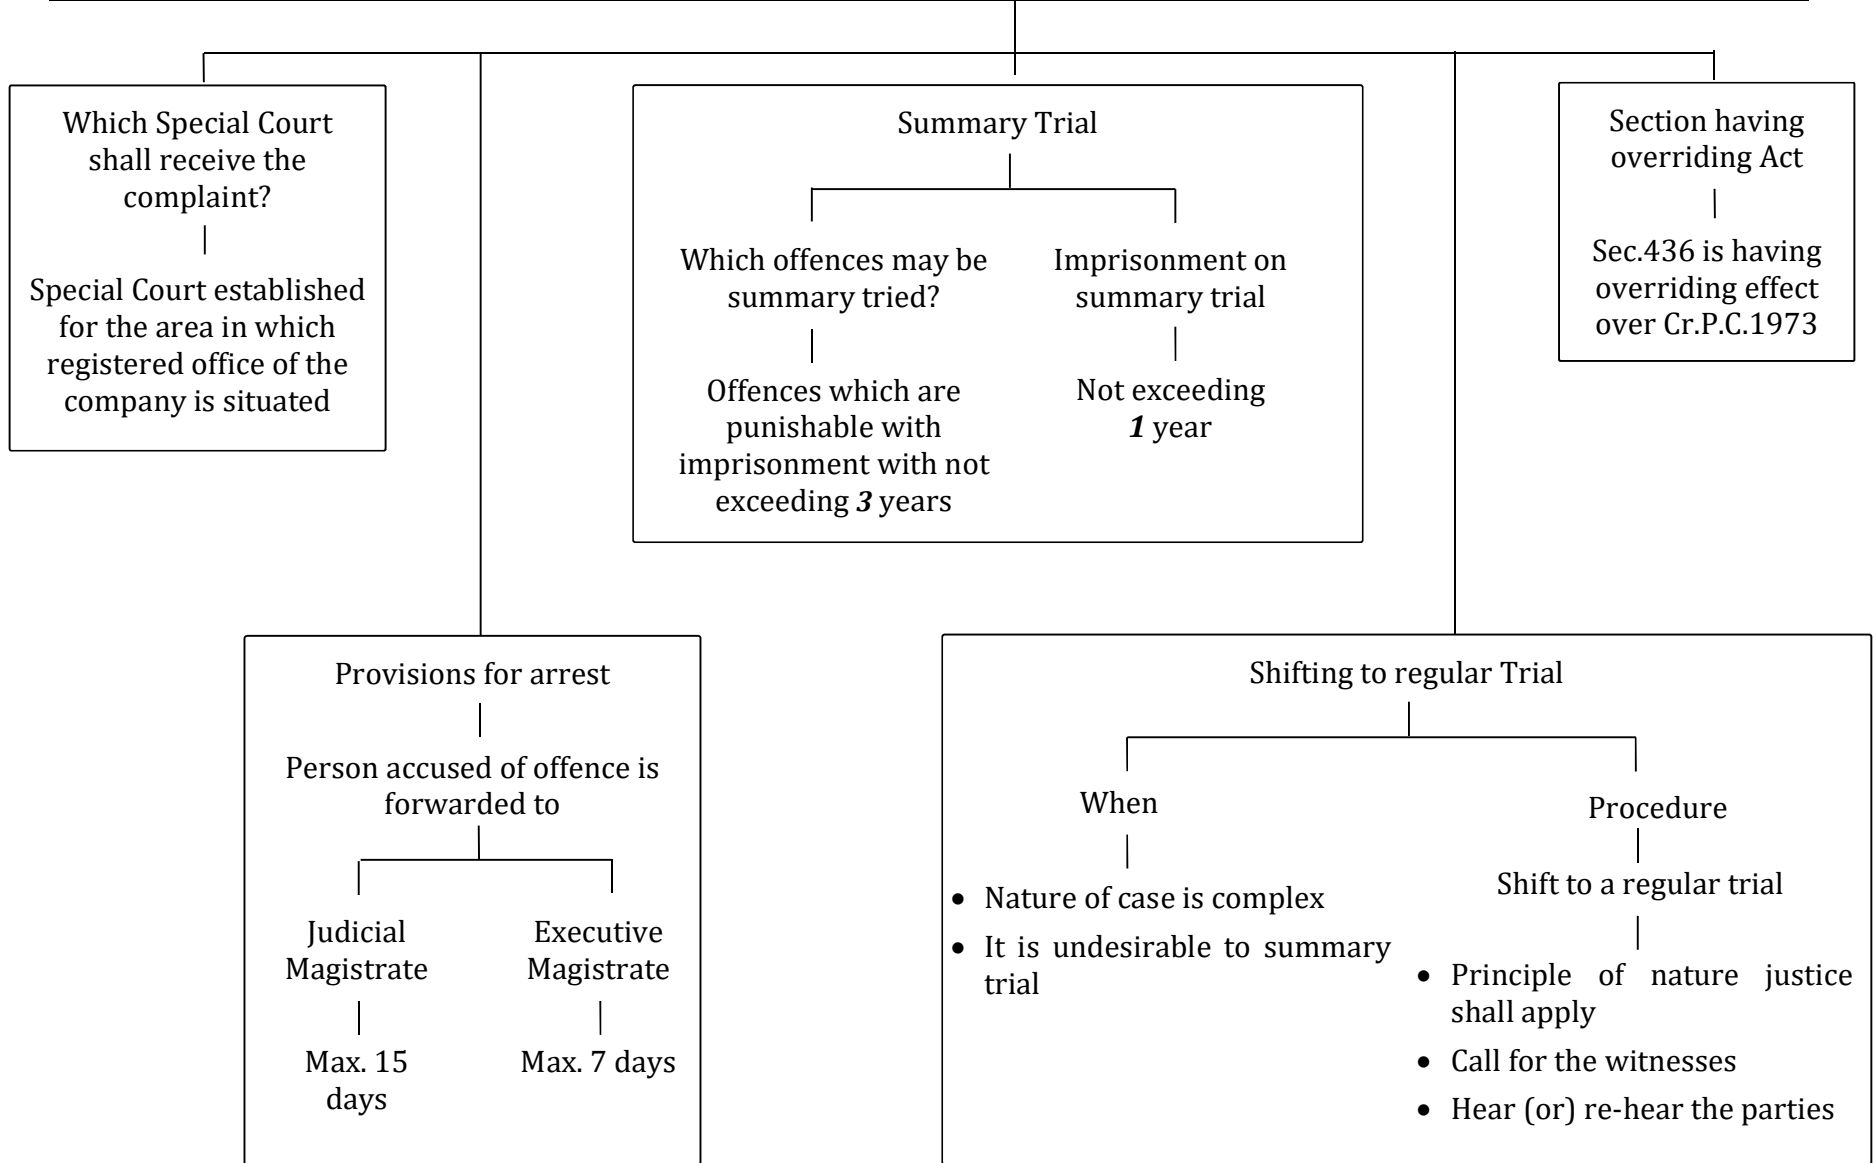 Which Special Court
shall receive the
complaint?
Special Court established
for the area in which
registered office of the
company is situated
Summary Trial
Which offences may be
summary tried?
Offences which are
punishable with
imprisonment with not
exceeding 3 years
Imprisonment on
summary trial
Not exceeding
1 year
Section having
overriding Act
Sec.436 is having
overriding effect
over Cr.P.C.1973
Provisions for arrest
Person accused of offence is
forwarded to
Judicial
Magistrate
Max. 15
days
Executive
Magistrate
Max. 7 days
Shifting to regular Trial
When
• Nature of case is complex
• It is undesirable to summary
trial
Procedure
Shift to a regular trial
• Principle of nature justice
shall apply
• Call for the witnesses
• Hear (or) re-hear the parties